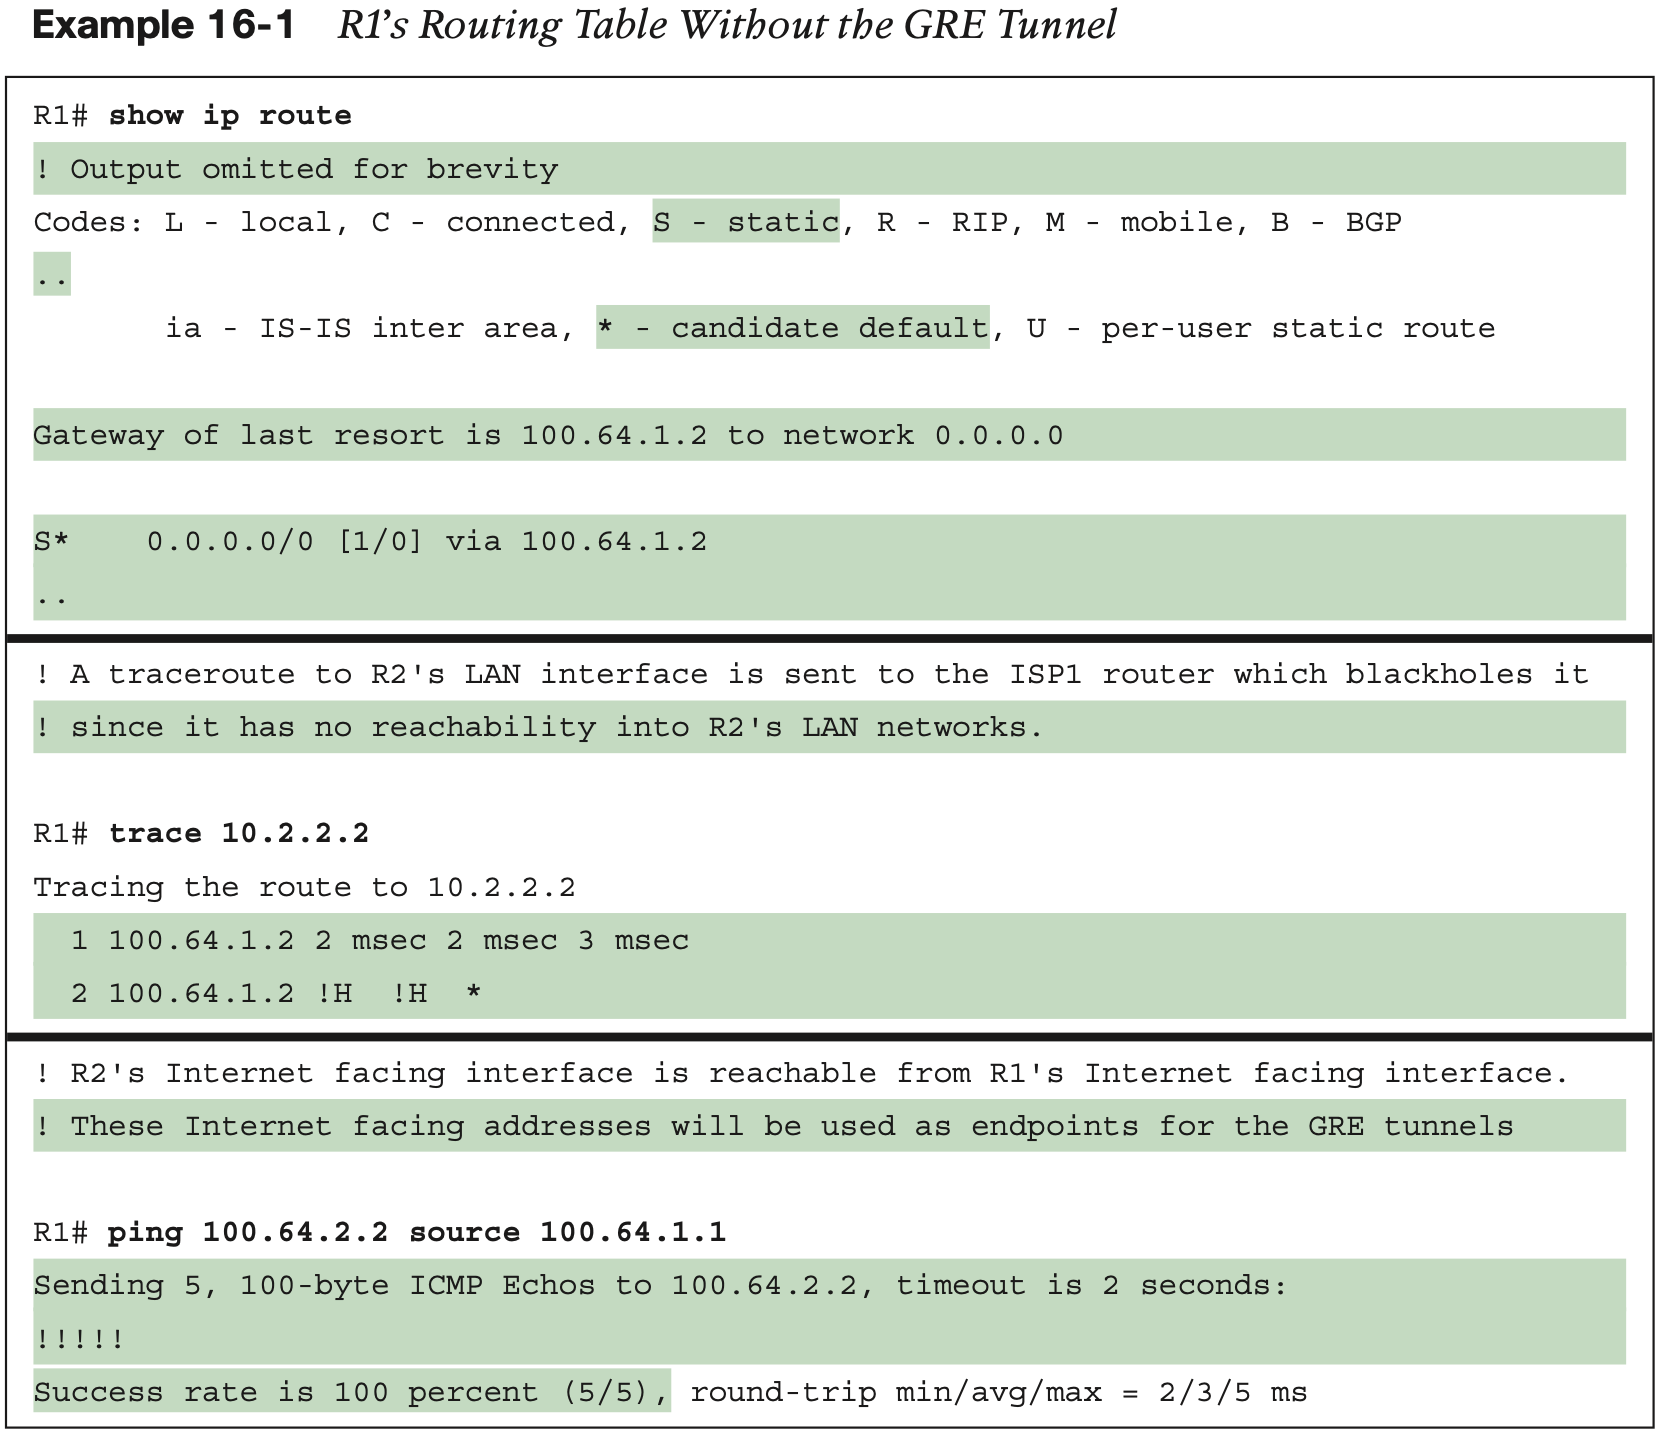 Example 16-1 R1’s Routing Table Without the GRE Tunnel
R1# show ip route
! Output omitted for brevity
Codes: L - local, C - connected, S - static, R - RIP, M - mobile, B - BGP
..
ia - IS-IS inter area, * - candidate default, U - per-user static route
Gateway of last resort is 100.64.1.2 to network 0.0.0.0
S* 0.0.0.0/0 [1/0] via 100.64.1.2
..
! A traceroute to R2's LAN interface is sent to the ISP1 router which blackholes it
! since it has no reachability into R2's LAN networks.
R1# trace 10.2.2.2
Tracing the route to 10.2.2.2
1 100.64.1.2 2 msec 2 msec 3 msec
2 100.64.1.2 !H !H *
! R2's Internet facing interface is reachable from R1's Internet facing interface.
! These Internet facing addresses will be used as endpoints for the GRE tunnels
R1# ping 100.64.2.2 source 100.64.1.1
Sending 5, 100-byte ICMP Echos to 100.64.2.2, timeout is 2 seconds:
!!!!!
Success rate is 100 percent (5/5), round-trip min/avg/max = 2/3/5 ms